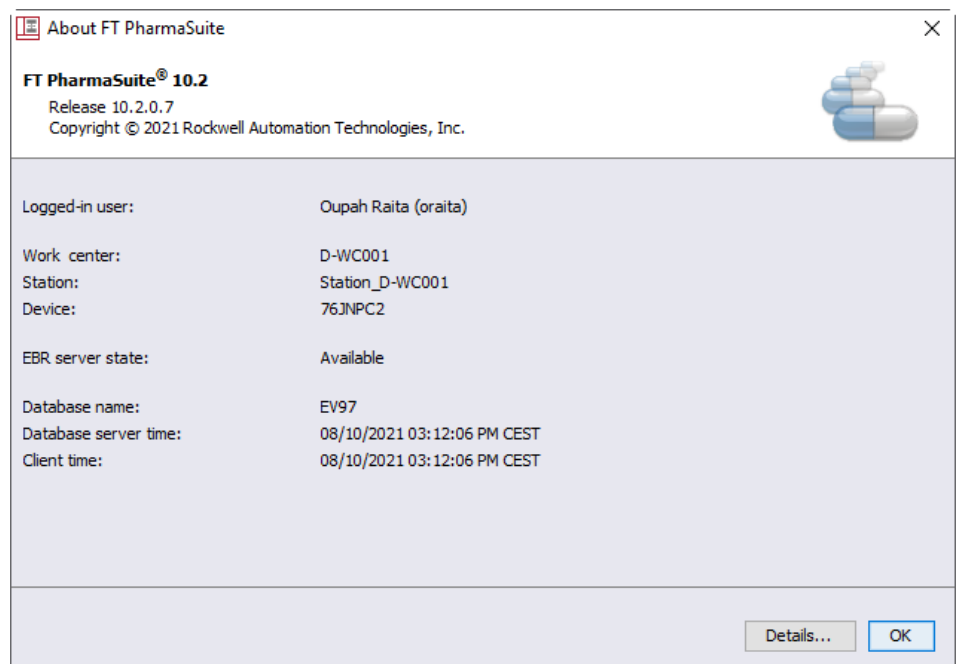 About FT PharmaSuite
FT PharmaSuite® 10.2
Release 10.2.0.7
Copyright © 2021 Rockwell Automation Technologies, Inc.
Logged-in user: Oupah Raita (oraita)
Work center: D-WC001
Station: Station_D-WC001
Device: 76JNPC2
EBR server state: Available
Database name: EV97
Database server time: 08/10/2021 03:12:06 PM CEST
Client time: 08/10/2021 03:12:06 PM CEST
Details... OK